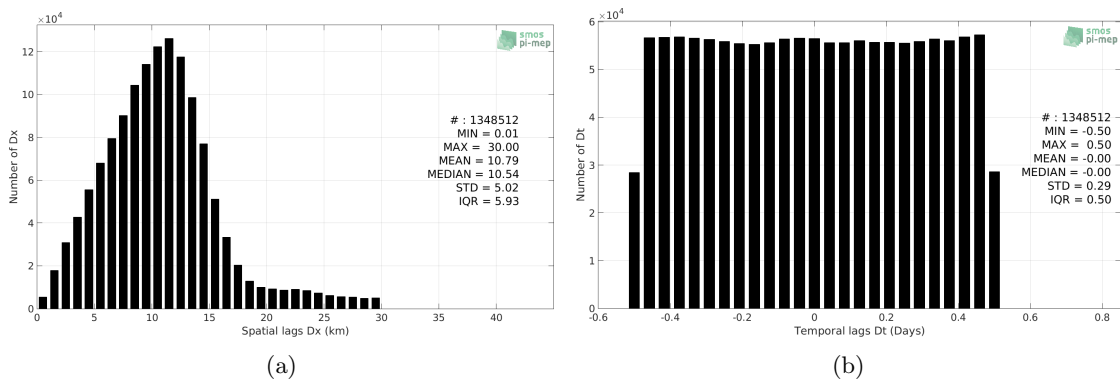 ×10⁴
12
10
8
6
4
2
0
0 5 10 15 20 25 30 35 40
Number of Dx
Spatial lags Dx (km)
smos
pi-mep
# : 1348512
MIN = 0.01
MAX = 30.00
MEAN = 10.79
MEDIAN = 10.54
STD = 5.02
IQR = 5.93
(a)
×10⁴
6
5
4
3
2
1
0
-0.6 -0.4 -0.2 0 0.2 0.4 0.6 0.8
Number of Dt
Temporal lags Dt (Days)
smos
pi-mep
# : 1348512
MIN = -0.50
MAX = 0.50
MEAN = -0.00
MEDIAN = -0.00
STD = 0.29
IQR = 0.50
(b)